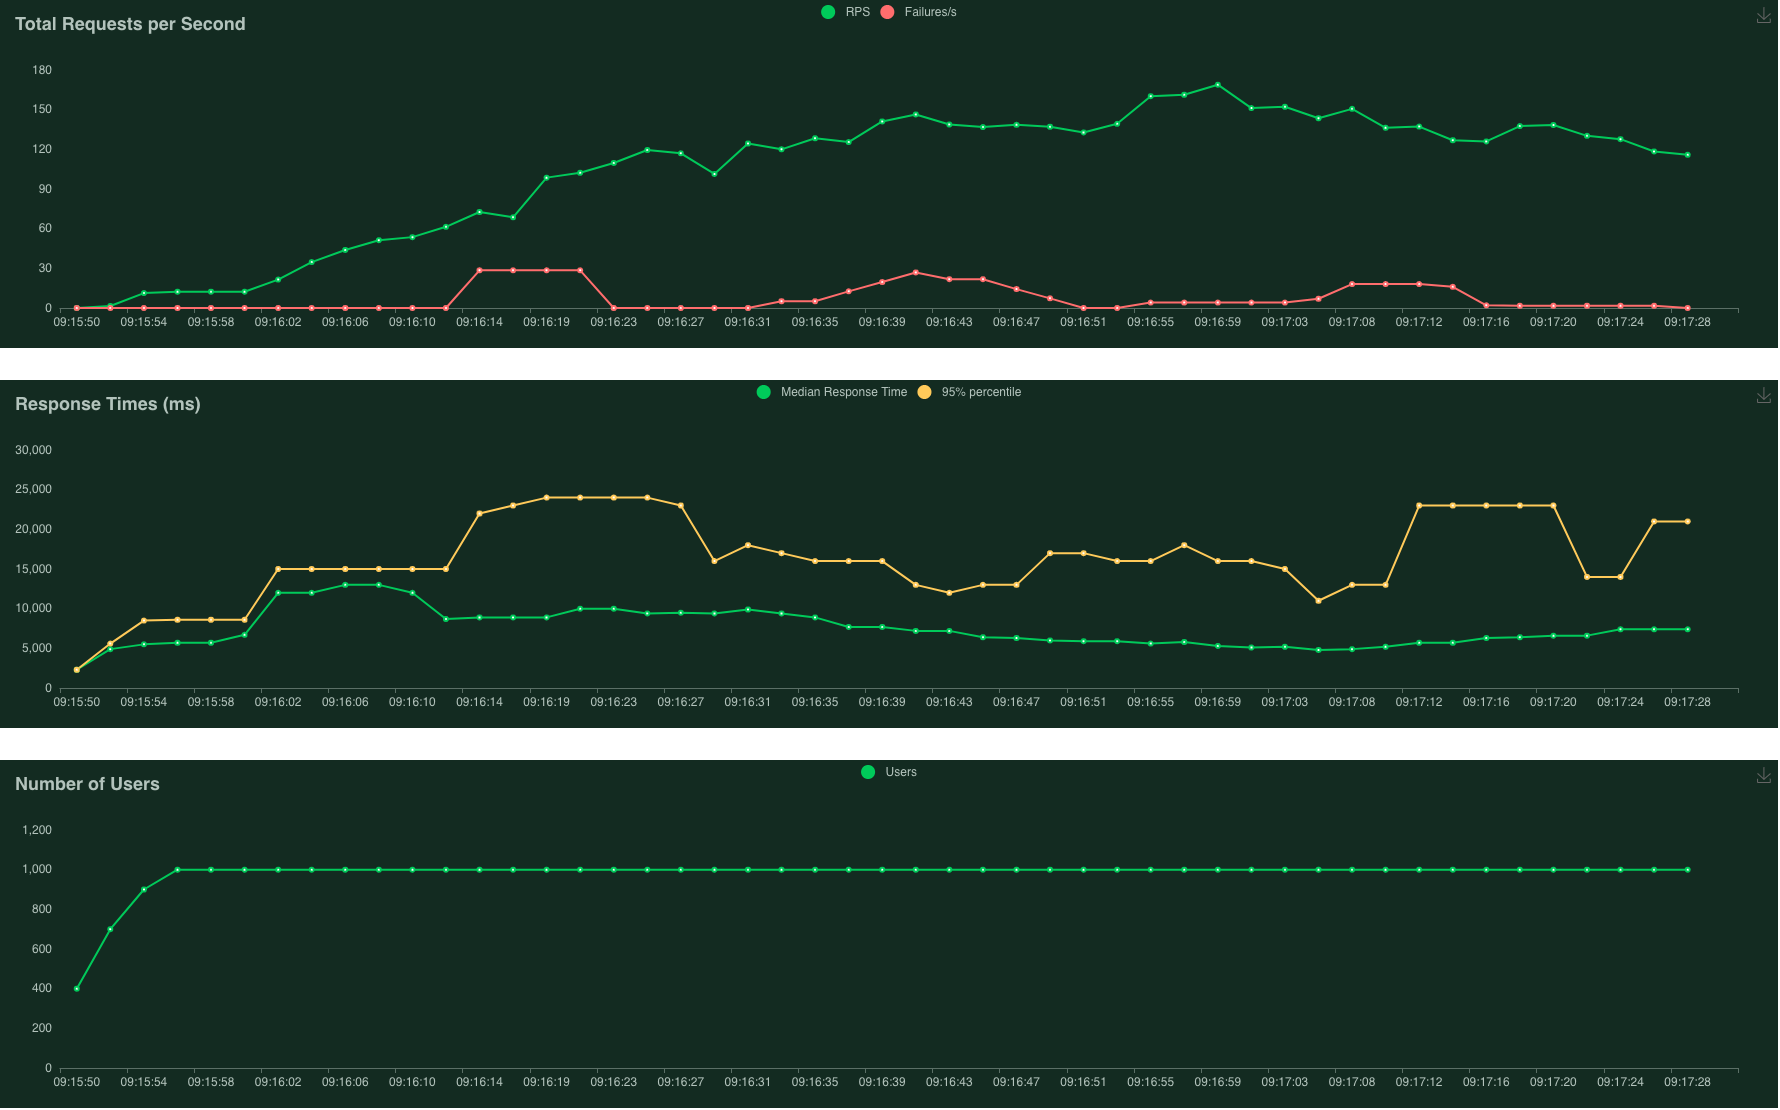 Total Requests per Second
RPS Failures/s
180
150
120
90
60
30
0
09:15:50 09:15:54 09:15:58 09:16:02 09:16:06 09:16:10 09:16:14 09:16:19 09:16:23 09:16:27 09:16:31 09:16:35 09:16:39 09:16:43 09:16:47 09:16:51 09:16:55 09:16:59 09:17:03 09:17:08 09:17:12 09:17:16 09:17:20 09:17:24 09:17:28
Response Times (ms)
Median Response Time 95% percentile
30,000
25,000
20,000
15,000
10,000
5,000
0
09:15:50 09:15:54 09:15:58 09:16:02 09:16:06 09:16:10 09:16:14 09:16:19 09:16:23 09:16:27 09:16:31 09:16:35 09:16:39 09:16:43 09:16:47 09:16:51 09:16:55 09:16:59 09:17:03 09:17:08 09:17:12 09:17:16 09:17:20 09:17:24 09:17:28
Number of Users
Users
1,200
1,000
800
600
400
200
0
09:15:50 09:15:54 09:15:58 09:16:02 09:16:06 09:16:10 09:16:14 09:16:19 09:16:23 09:16:27 09:16:31 09:16:35 09:16:39 09:16:43 09:16:47 09:16:51 09:16:55 09:16:59 09:17:03 09:17:08 09:17:12 09:17:16 09:17:20 09:17:24 09:17:28